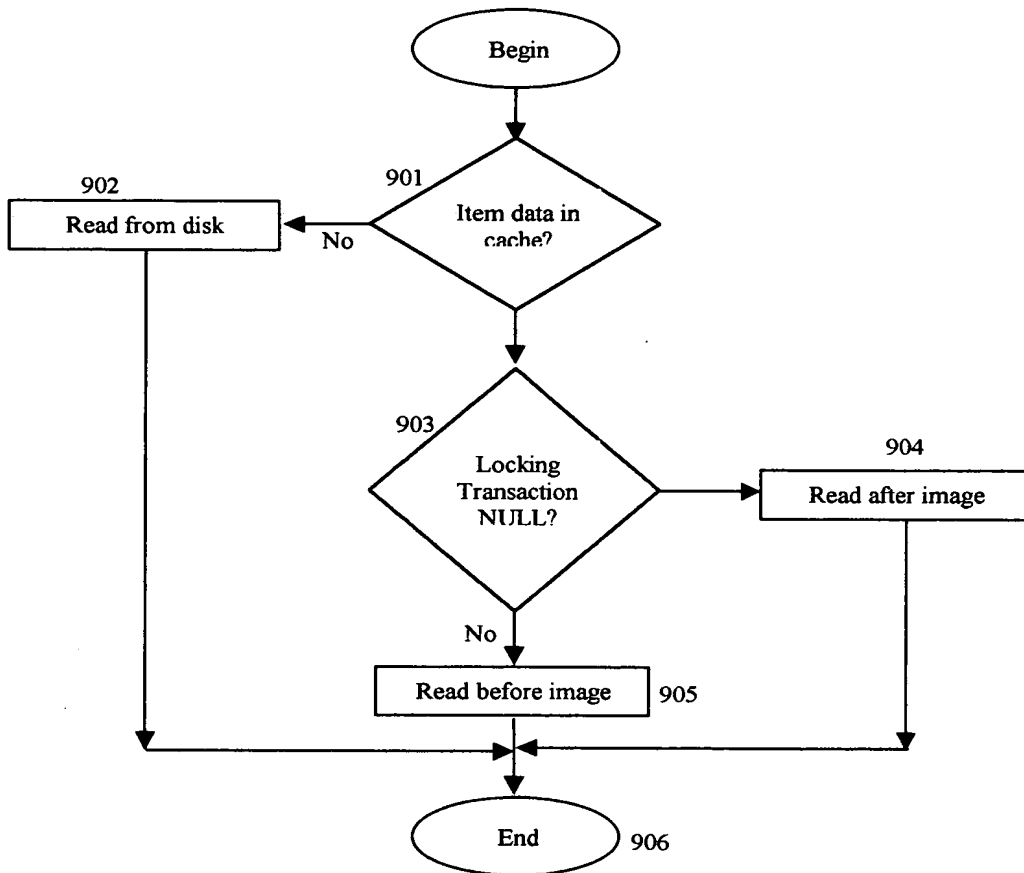 Begin
901
902
Item data in
cache?
Read from disk
No
903
Locking
Transaction
NULL?
904
Read after image
No
Read before image
905
End
906